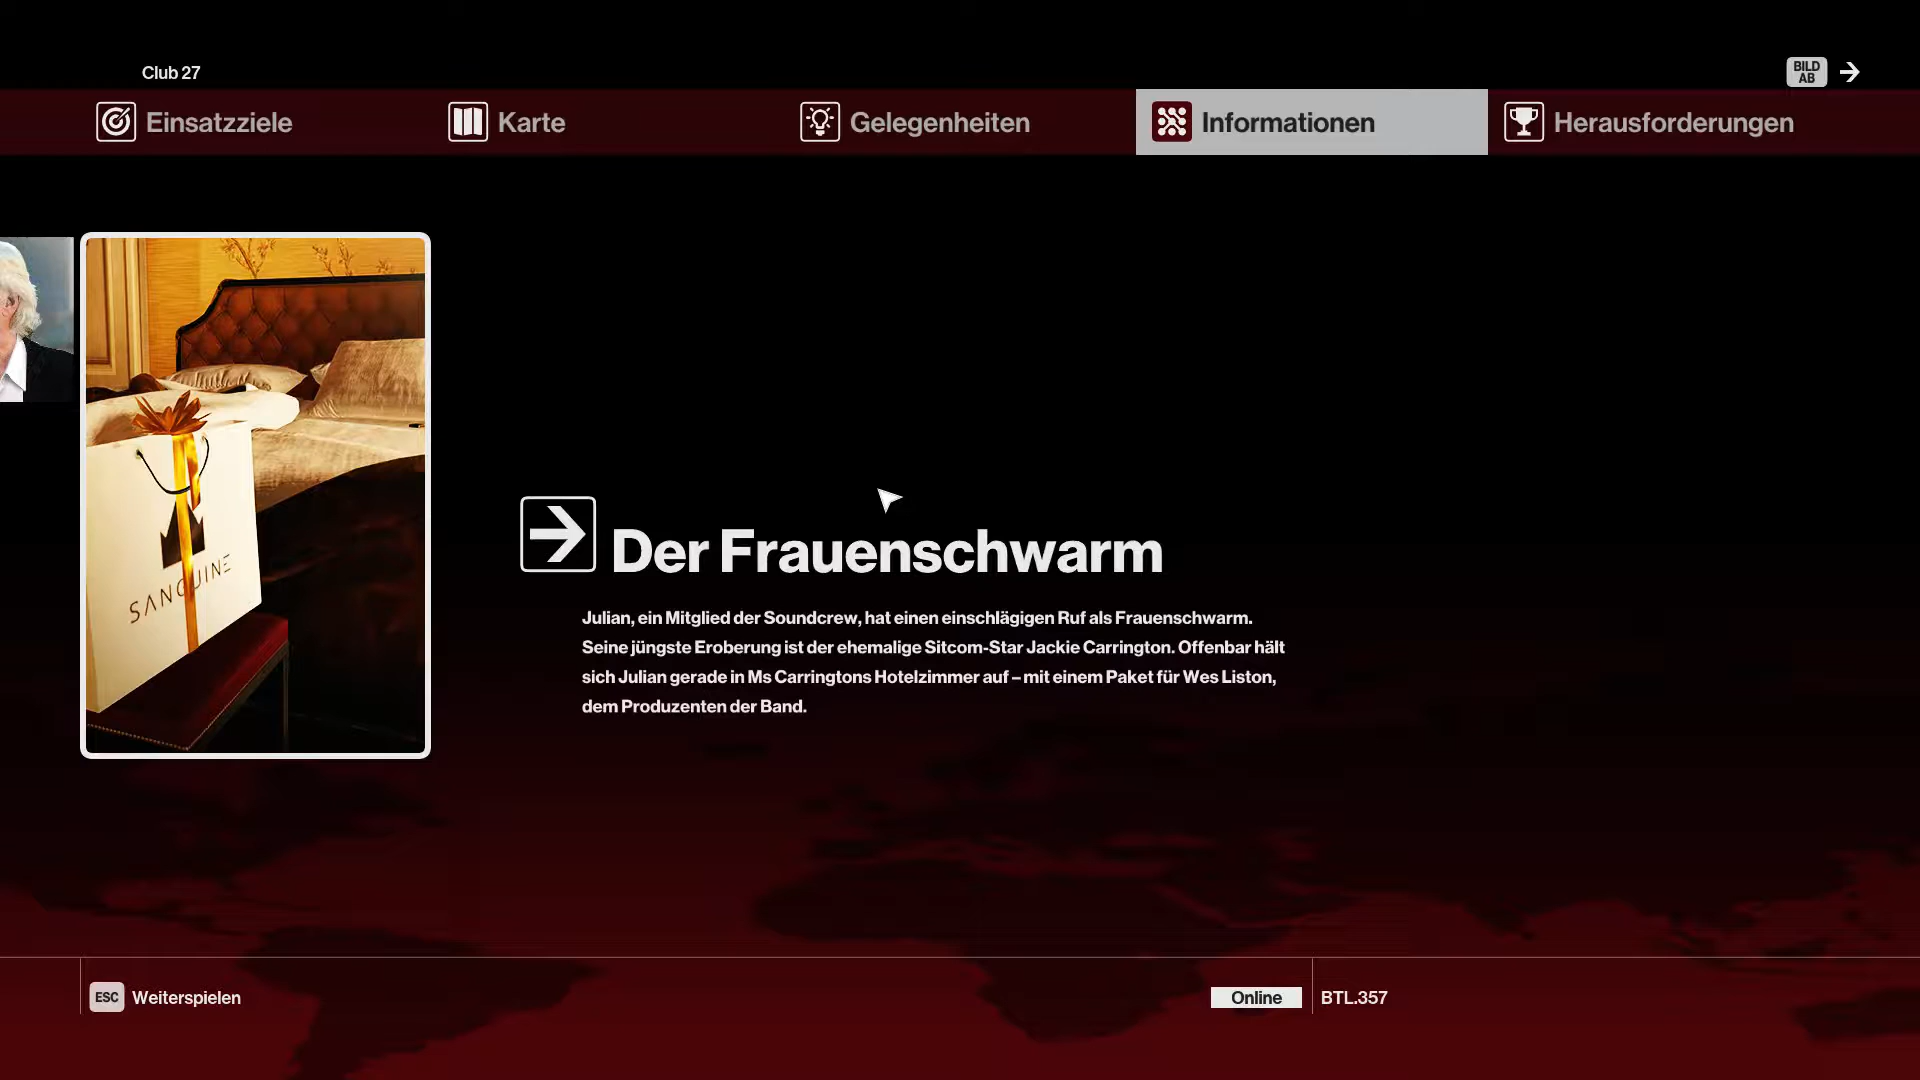 Club 27
BILD
AB
Einsatzziele
Karte
Gelegenheiten
Informationen
Herausforderungen
SANGUINE
Der Frauenschwarm
Julian, ein Mitglied der Soundcrew, hat einen einschlägigen Ruf als Frauenschwarm.
Seine jüngste Eroberung ist der ehemalige Sitcom-Star Jackie Carrington. Offenbar hält
sich Julian gerade in Ms Carringtons Hotelzimmer auf – mit einem Paket für Wes Liston,
dem Produzenten der Band.
ESC Weiterspielen
Online
BTL.357